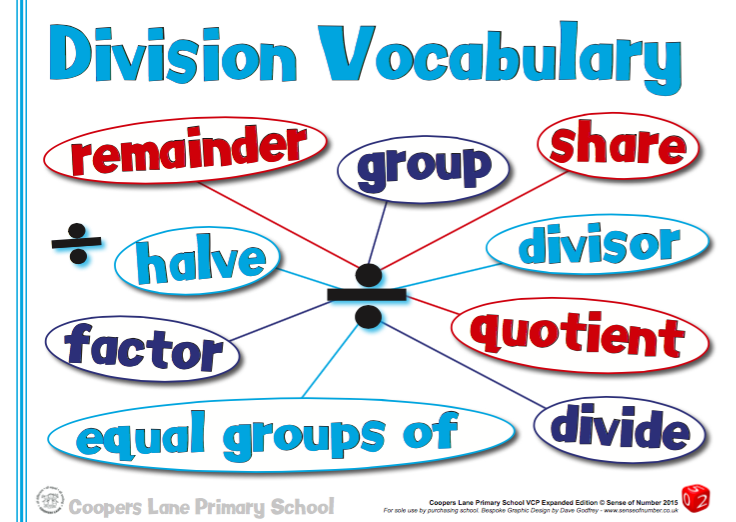 Division Vocabulary
remainder
group
share
÷
halve
divisor
÷
factor
quotient
equal groups of
divide
Coopers Lane Primary School
Coopers Lane Primary School VCP Expanded Edition © Sense of Number 2015
For sole use by purchasing school. Bespoke Graphic Design by Dave Godfrey - www.senseofnumber.co.uk